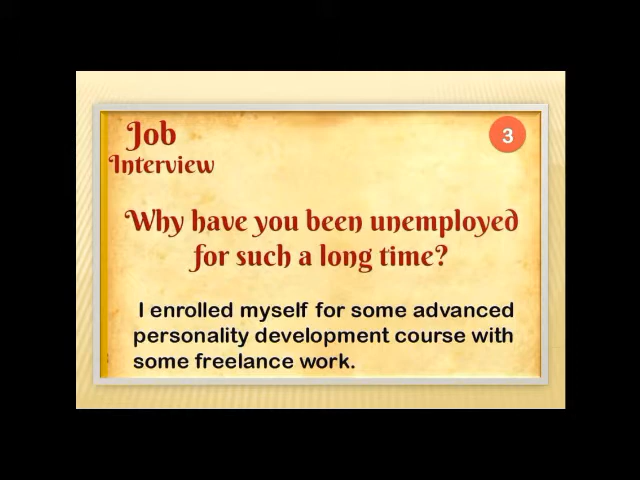 Job
Interview
3
Why have you been unemployed
for such a long time?
I enrolled myself for some advanced
personality development course with
some freelance work.